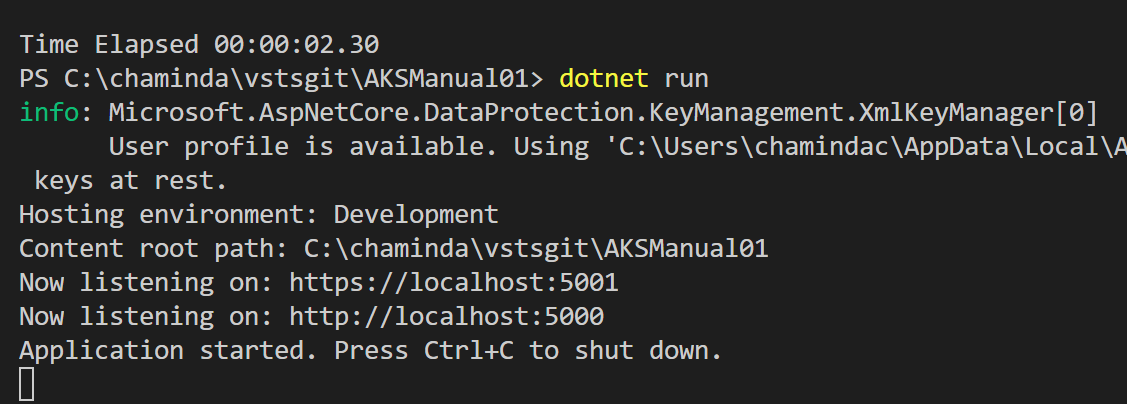 Time Elapsed 00:00:02.30
PS C:\chaminda\vstsgit\AKSManual01> dotnet run
info: Microsoft.AspNetCore.DataProtection.KeyManagement.XmlKeyManager[0]
      User profile is available. Using 'C:\Users\chamindac\AppData\Local\A
 keys at rest.
Hosting environment: Development
Content root path: C:\chaminda\vstsgit\AKSManual01
Now listening on: https://localhost:5001
Now listening on: http://localhost:5000
Application started. Press Ctrl+C to shut down.